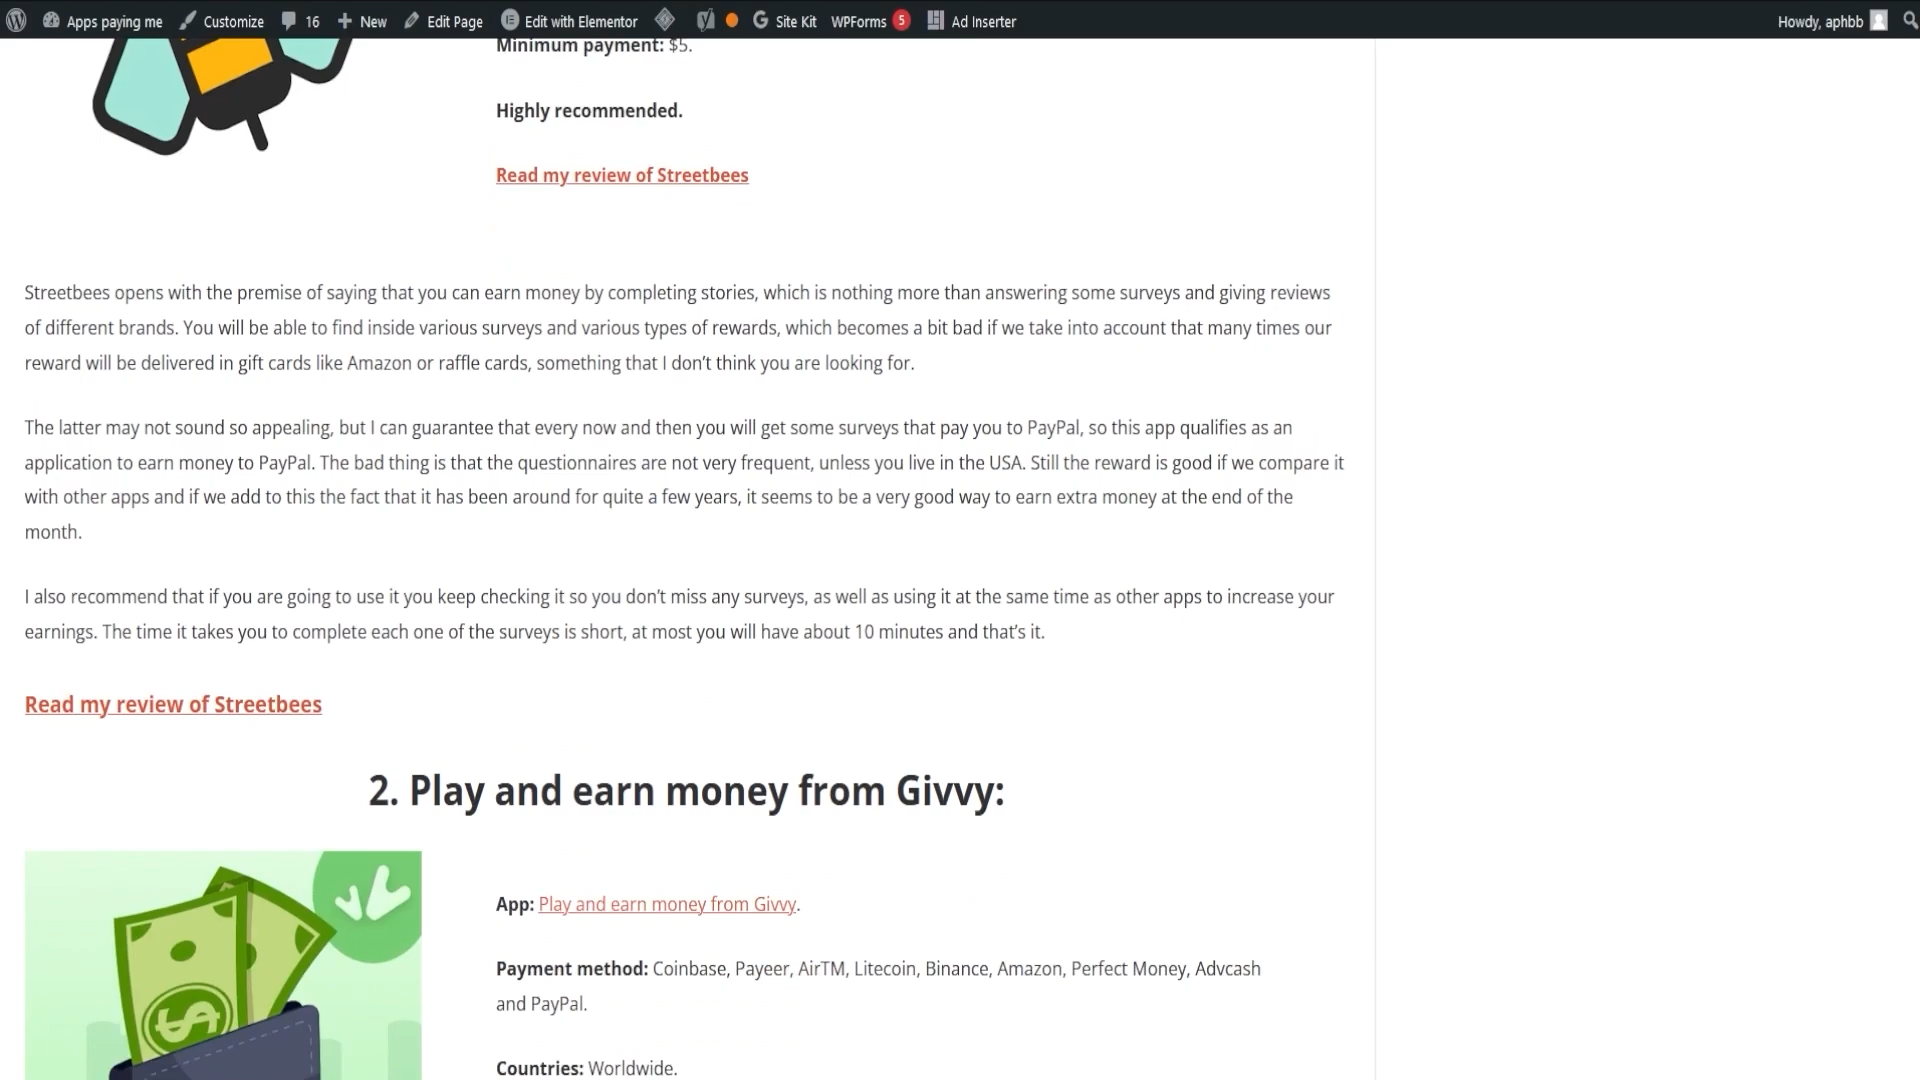 Apps paying me Customize 16 New Edit Page Edit with Elementor Site Kit WPForms 5 Ad Inserter Howdy, aphbb
Minimum payment: $5.
Highly recommended.
Read my review of Streetbees
Streetbees opens with the premise of saying that you can earn money by completing stories, which is nothing more than answering some surveys and giving reviews
of different brands. You will be able to find inside various surveys and various types of rewards, which becomes a bit bad if we take into account that many times our
reward will be delivered in gift cards like Amazon or raffle cards, something that I don’t think you are looking for.
The latter may not sound so appealing, but I can guarantee that every now and then you will get some surveys that pay you to PayPal, so this app qualifies as an
application to earn money to PayPal. The bad thing is that the questionnaires are not very frequent, unless you live in the USA. Still the reward is good if we compare it
with other apps and if we add to this the fact that it has been around for quite a few years, it seems to be a very good way to earn extra money at the end of the
month.
I also recommend that if you are going to use it you keep checking it so you don’t miss any surveys, as well as using it at the same time as other apps to increase your
earnings. The time it takes you to complete each one of the surveys is short, at most you will have about 10 minutes and that’s it.
Read my review of Streetbees
2. Play and earn money from Givvy:
App: Play and earn money from Givvy.
Payment method: Coinbase, Payeer, AirTM, Litecoin, Binance, Amazon, Perfect Money, Advcash
and PayPal.
Countries: Worldwide.